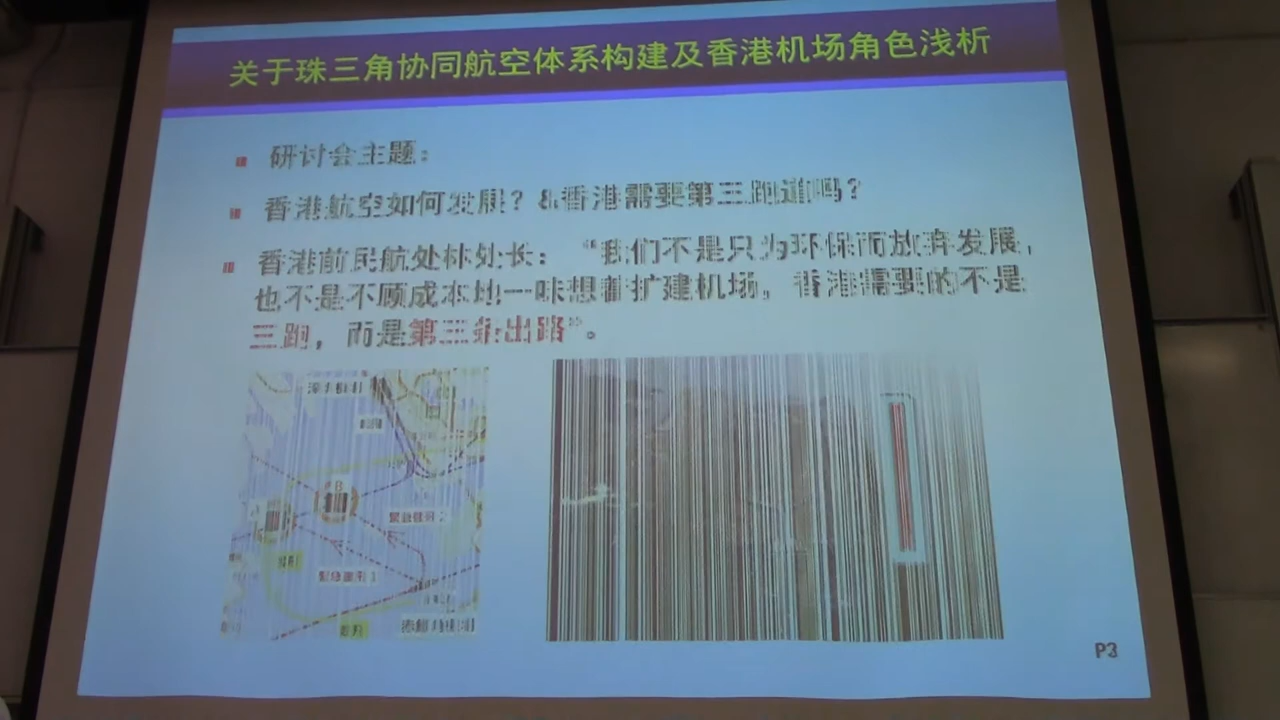 关于珠三角协同航空体系构建及香港机场角色浅析
研讨会主题：
香港航空如何发展？&香港需要第三跑道吗？
香港前民航处林处长：“我们不是只为环保而放弃发展，
也不是不顾成本地一味想着扩建机场，香港需要的不是
三跑，而是第三条出路”。
A
B
P3